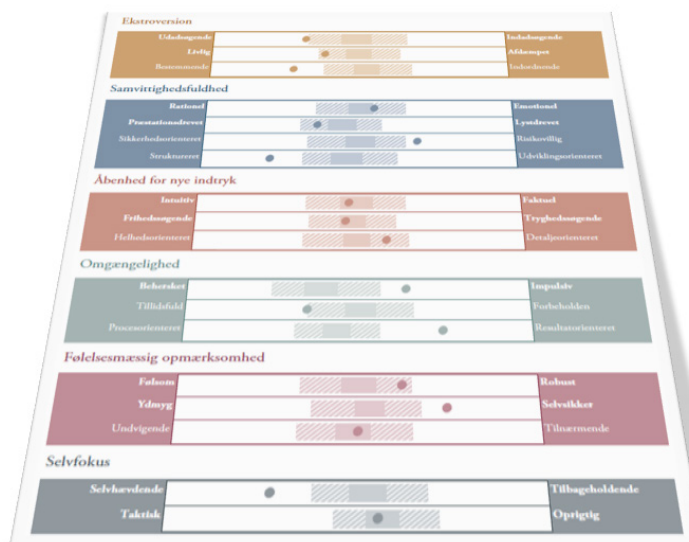 Ekstroversion
Udadsøgende Indadsøgende
Livlig Afdæmpet
Bestemmende Indordnende
Samvittighedsfuldhed
Rationel Emotionel
Præstationsdrevet Lystdrevet
Sikkerhedsorienteret Risikovillig
Struktureret Udviklingsorienteret
Åbenhed for nye indtryk
Intuitiv Faktuel
Frihedssøgende Tryghedssøgende
Helhedsorienteret Detaljeorienteret
Omgængelighed
Behersket Impulsiv
Tillidsfuld Forbeholden
Procesorienteret Resultatorienteret
Følelsesmæssig opmærksomhed
Følsom Robust
Ydmyg Selvsikker
Undvigende Tilnærmende
Selvfokus
Selvhævdende Tilbageholdende
Taktisk Oprigtig